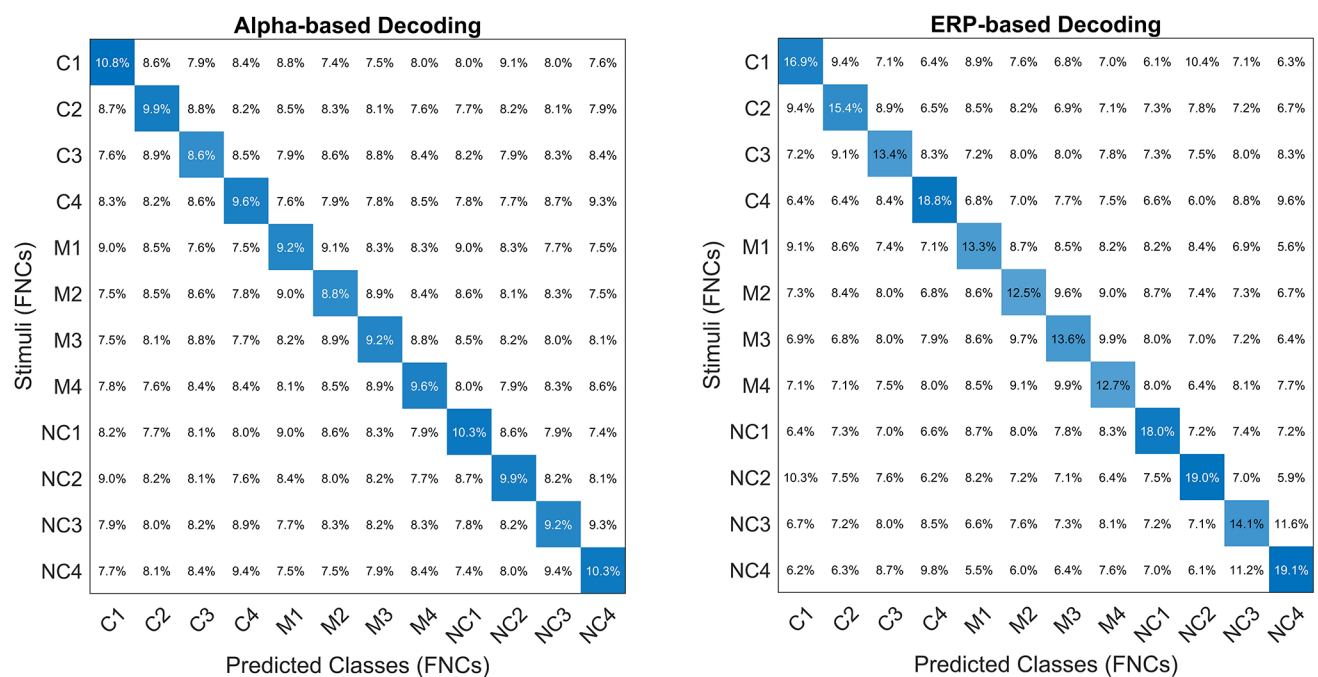 Alpha-based Decoding
Stimuli (FNCs)
C1 10.8% 8.6% 7.9% 8.4% 8.8% 7.4% 7.5% 8.0% 8.0% 9.1% 8.0% 7.6%
C2 8.7% 9.9% 8.8% 8.2% 8.5% 8.3% 8.1% 7.6% 7.7% 8.2% 8.1% 7.9%
C3 7.6% 8.9% 8.6% 8.5% 7.9% 8.6% 8.8% 8.4% 8.2% 7.9% 8.3% 8.4%
C4 8.3% 8.2% 8.6% 9.6% 7.6% 7.9% 7.8% 8.5% 7.8% 7.7% 8.7% 9.3%
M1 9.0% 8.5% 7.6% 7.5% 9.2% 9.1% 8.3% 8.3% 9.0% 8.3% 7.7% 7.5%
M2 7.5% 8.5% 8.6% 7.8% 9.0% 8.8% 8.9% 8.4% 8.6% 8.1% 8.3% 7.5%
M3 7.5% 8.1% 8.8% 7.7% 8.2% 8.9% 9.2% 8.8% 8.5% 8.2% 8.0% 8.1%
M4 7.8% 7.6% 8.4% 8.4% 8.1% 8.5% 8.9% 9.6% 8.0% 7.9% 8.3% 8.6%
NC1 8.2% 7.7% 8.1% 8.0% 9.0% 8.6% 8.3% 7.9% 10.3% 8.6% 7.9% 7.4%
NC2 9.0% 8.2% 8.1% 7.6% 8.4% 8.0% 8.2% 7.7% 8.7% 9.9% 8.2% 8.1%
NC3 7.9% 8.0% 8.2% 8.9% 7.7% 8.3% 8.2% 8.3% 7.8% 8.2% 9.2% 9.3%
NC4 7.7% 8.1% 8.4% 9.4% 7.5% 7.5% 7.9% 8.4% 7.4% 8.0% 9.4% 10.3%
C1 C2 C3 C4 M1 M2 M3 M4 NC1 NC2 NC3 NC4
Predicted Classes (FNCs)
ERP-based Decoding
Stimuli (FNCs)
C1 16.9% 9.4% 7.1% 6.4% 8.9% 7.6% 6.8% 7.0% 6.1% 10.4% 7.1% 6.3%
C2 9.4% 15.4% 8.9% 6.5% 8.5% 8.2% 6.9% 7.1% 7.3% 7.8% 7.2% 6.7%
C3 7.2% 9.1% 13.4% 8.3% 7.2% 8.0% 8.0% 7.8% 7.3% 7.5% 8.0% 8.3%
C4 6.4% 6.4% 8.4% 18.8% 6.8% 7.0% 7.7% 7.5% 6.6% 6.0% 8.8% 9.6%
M1 9.1% 8.6% 7.4% 7.1% 13.3% 8.7% 8.5% 8.2% 8.2% 8.4% 6.9% 5.6%
M2 7.3% 8.4% 8.0% 6.8% 8.6% 12.5% 9.6% 9.0% 8.7% 7.4% 7.3% 6.7%
M3 6.9% 6.8% 8.0% 7.9% 8.6% 9.7% 13.6% 9.9% 8.0% 7.0% 7.2% 6.4%
M4 7.1% 7.1% 7.5% 8.0% 8.5% 9.1% 9.9% 12.7% 8.0% 6.4% 8.1% 7.7%
NC1 6.4% 7.3% 7.0% 6.6% 8.7% 8.0% 7.8% 8.3% 18.0% 7.2% 7.4% 7.2%
NC2 10.3% 7.5% 7.6% 6.2% 8.2% 7.2% 7.1% 6.4% 7.5% 19.0% 7.0% 5.9%
NC3 6.7% 7.2% 8.0% 8.5% 6.6% 7.6% 7.3% 8.1% 7.2% 7.1% 14.1% 11.6%
NC4 6.2% 6.3% 8.7% 9.8% 5.5% 6.0% 6.4% 7.6% 7.0% 6.1% 11.2% 19.1%
C1 C2 C3 C4 M1 M2 M3 M4 NC1 NC2 NC3 NC4
Predicted Classes (FNCs)